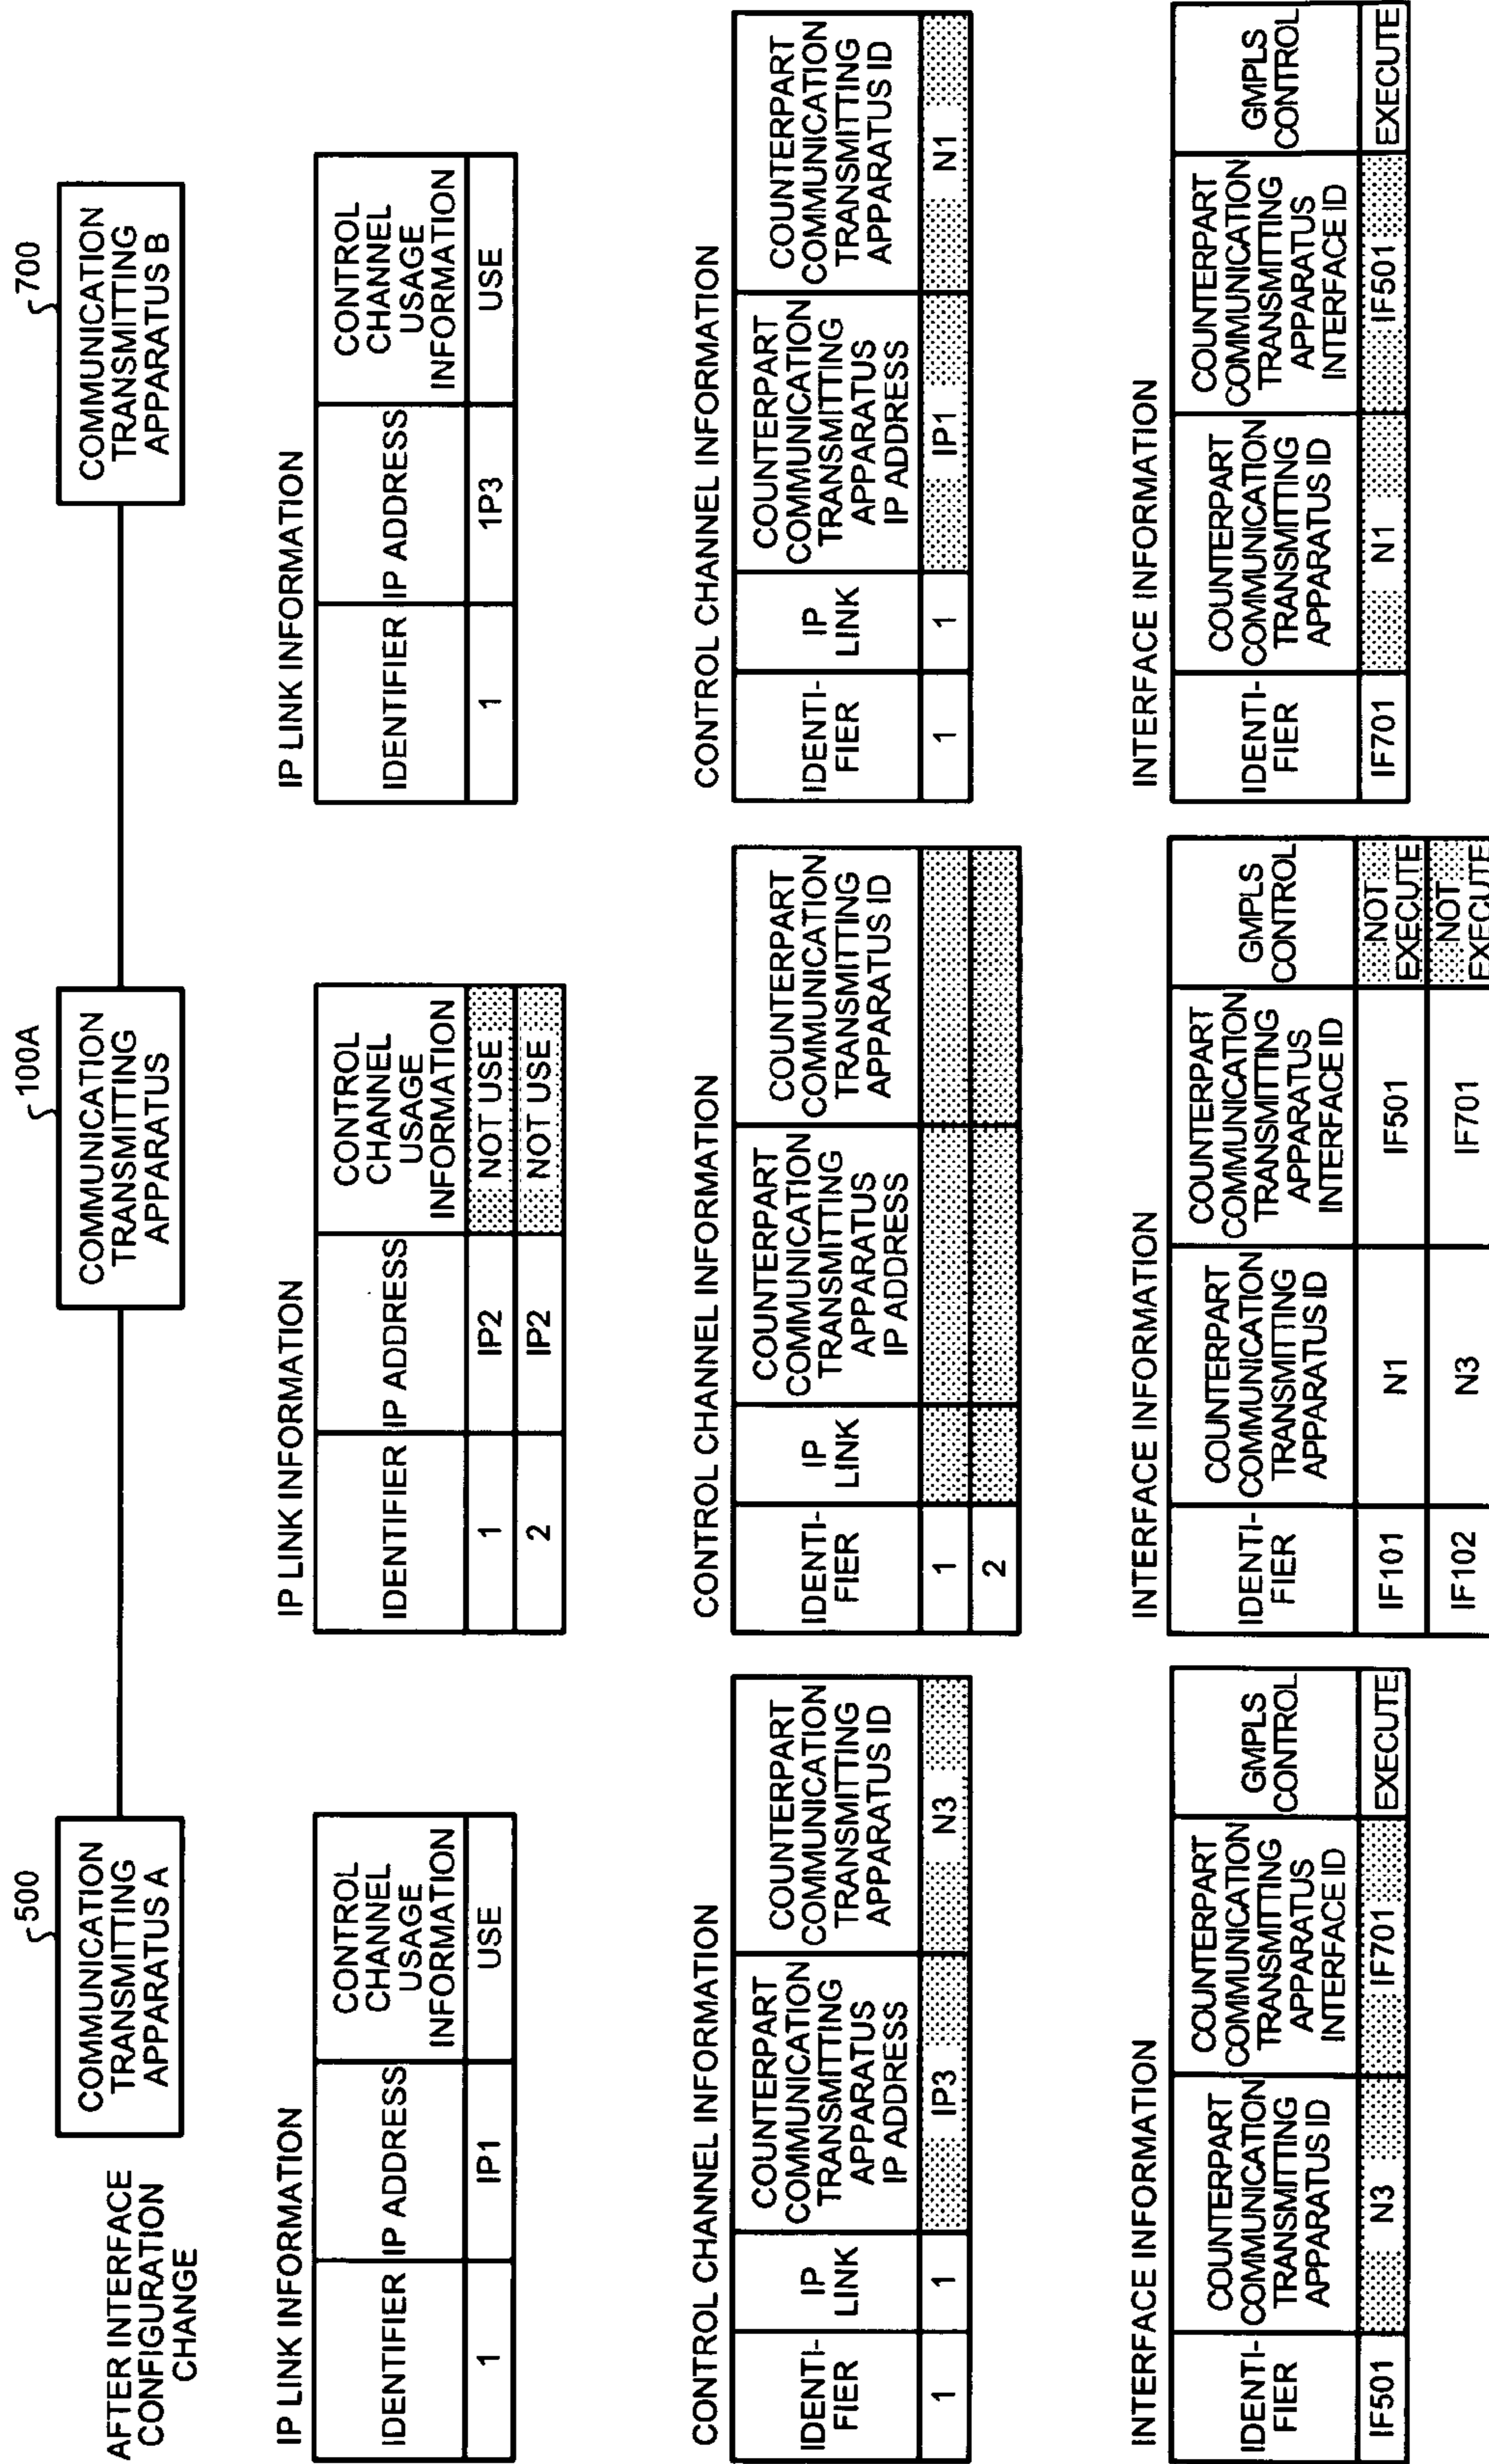 AFTER INTERFACE
CONFIGURATION
CHANGE
500
COMMUNICATION
TRANSMITTING
APPARATUS A
100A
COMMUNICATION
TRANSMITTING
APPARATUS
700
COMMUNICATION
TRANSMITTING
APPARATUS B
IP LINK INFORMATION
IDENTIFIER
IP ADDRESS
CONTROL
CHANNEL
USAGE
INFORMATION
1
IP1
USE
IP LINK INFORMATION
IDENTIFIER
IP ADDRESS
CONTROL
CHANNEL
USAGE
INFORMATION
1
IP2
NOT USE
2
IP2
NOT USE
IP LINK INFORMATION
IDENTIFIER
IP ADDRESS
CONTROL
CHANNEL
USAGE
INFORMATION
1
1P3
USE
CONTROL CHANNEL INFORMATION
IDENTI-
FIER
IP
LINK
COUNTERPART
COMMUNICATION
TRANSMITTING
APPARATUS
IP ADDRESS
COUNTERPART
COMMUNICATION
TRANSMITTING
APPARATUS ID
1
1
IP3
N3
CONTROL CHANNEL INFORMATION
IDENTI-
FIER
IP
LINK
COUNTERPART
COMMUNICATION
TRANSMITTING
APPARATUS
IP ADDRESS
COUNTERPART
COMMUNICATION
TRANSMITTING
APPARATUS ID
1
2
CONTROL CHANNEL INFORMATION
IDENTI-
FIER
IP
LINK
COUNTERPART
COMMUNICATION
TRANSMITTING
APPARATUS
IP ADDRESS
COUNTERPART
COMMUNICATION
TRANSMITTING
APPARATUS ID
1
1
IP1
N1
INTERFACE INFORMATION
IDENTI-
FIER
COUNTERPART
COMMUNICATION
TRANSMITTING
APPARATUS ID
COUNTERPART
COMMUNICATION
TRANSMITTING
APPARATUS
INTERFACE ID
GMPLS
CONTROL
IF501
N3
IF701
EXECUTE
INTERFACE INFORMATION
IDENTI-
FIER
COUNTERPART
COMMUNICATION
TRANSMITTING
APPARATUS ID
COUNTERPART
COMMUNICATION
TRANSMITTING
APPARATUS
INTERFACE ID
GMPLS
CONTROL
IF101
N1
IF501
NOT
EXECUTE
IF102
N3
IF701
NOT
EXECUTE
INTERFACE INFORMATION
IDENTI-
FIER
COUNTERPART
COMMUNICATION
TRANSMITTING
APPARATUS ID
COUNTERPART
COMMUNICATION
TRANSMITTING
APPARATUS
INTERFACE ID
GMPLS
CONTROL
IF701
N1
IF501
EXECUTE